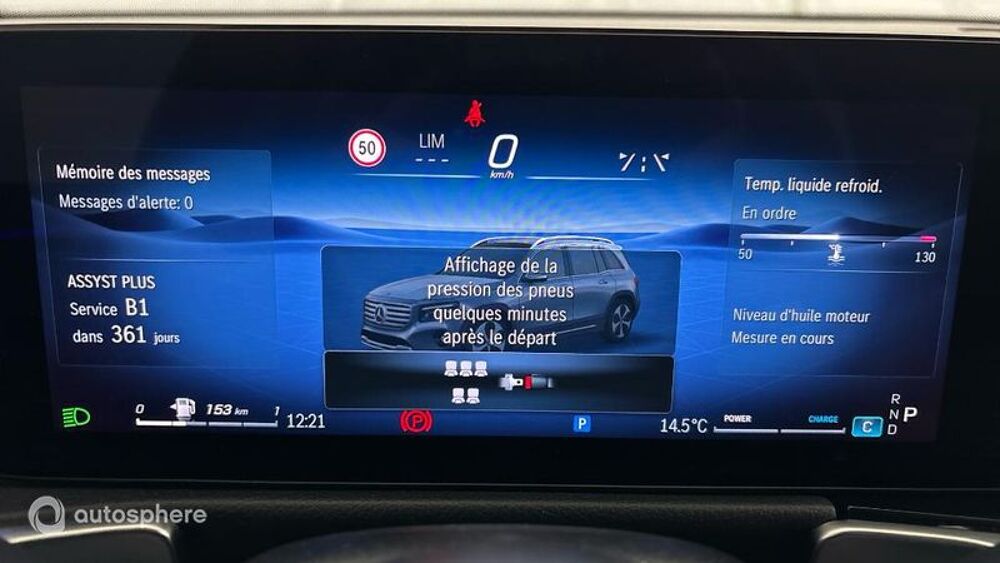 50
LIM
---
0
km/h
Mémoire des messages
Messages d'alerte: 0
ASSYST PLUS
Service B1
dans 361 jours
Affichage de la
pression des pneus
quelques minutes
après le départ
Temp. liquide refroid.
En ordre
50
130
Niveau d'huile moteur
Mesure en cours
0
153 km
1
12:21
P
P
14.5°C
POWER
CHARGE
C
R
N
D
P
autosphere